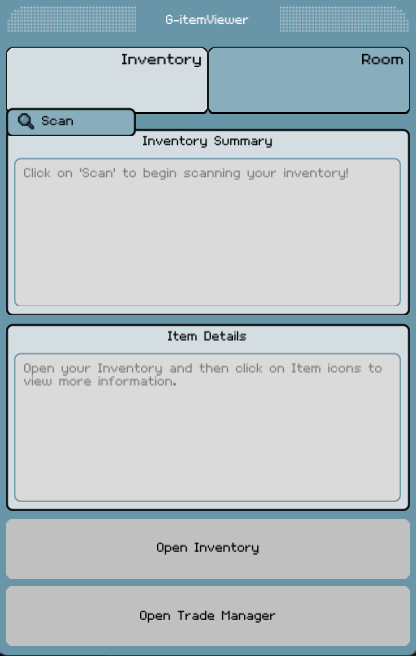 G-itemViewer
Inventory
Room
Scan
Inventory Summary
Click on 'Scan' to begin scanning your inventory!
Item Details
Open your Inventory and then click on Item icons to
view more information.
Open Inventory
Open Trade Manager